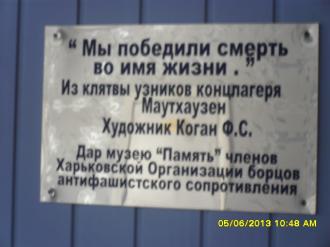 “ Мы победили смерть
во имя жизни . ”
Из клятвы узников концлагеря
Маутхаузен
Художник Коган Ф.С.
Дар музею “Память” членов
Харьковской Организации борцов
антифашистского сопротивления
05/06/2013 10:48 AM